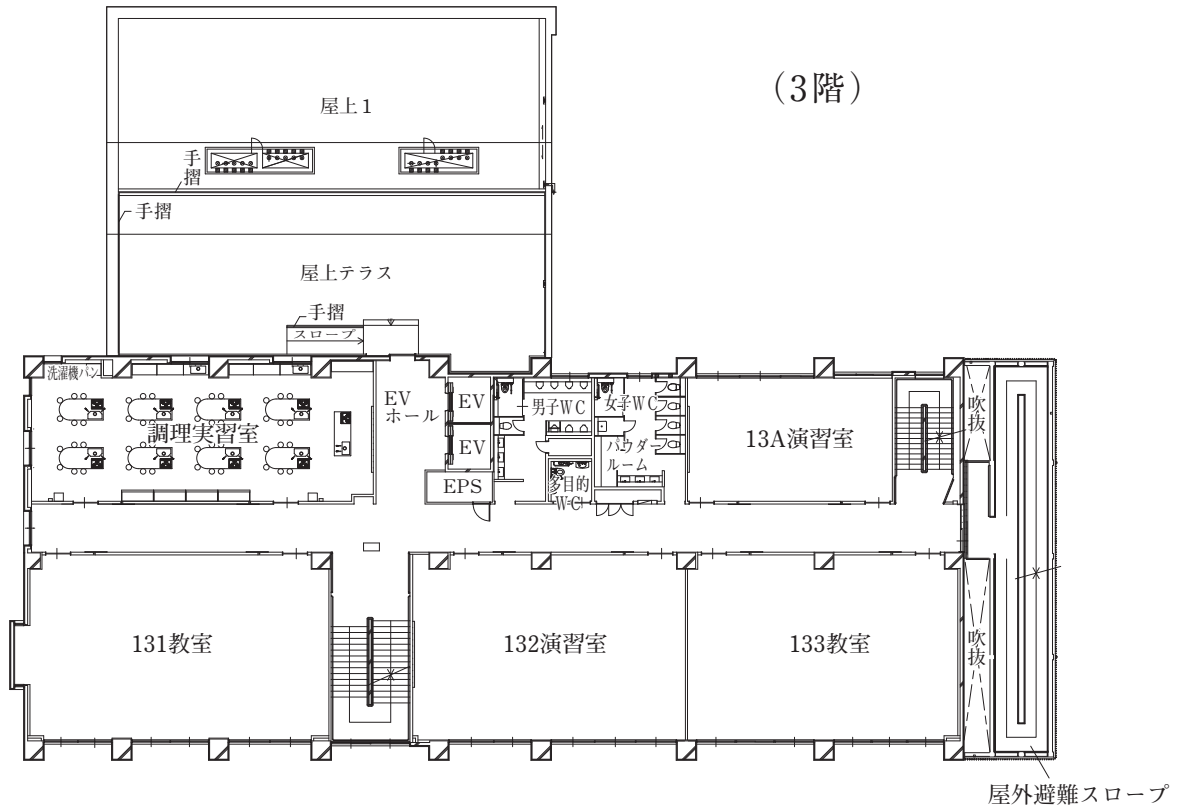 (3階)
屋上1
手
摺
手摺
屋上テラス
手摺
スロープ
洗濯機パン
調理実習室
EV
ホール
EV
EV
EPS
男子WC
女子WC
パウダー
ルーム
多目的
WC
13A演習室
吹
抜
131教室
132演習室
133教室
吹
抜
屋外避難スロープ